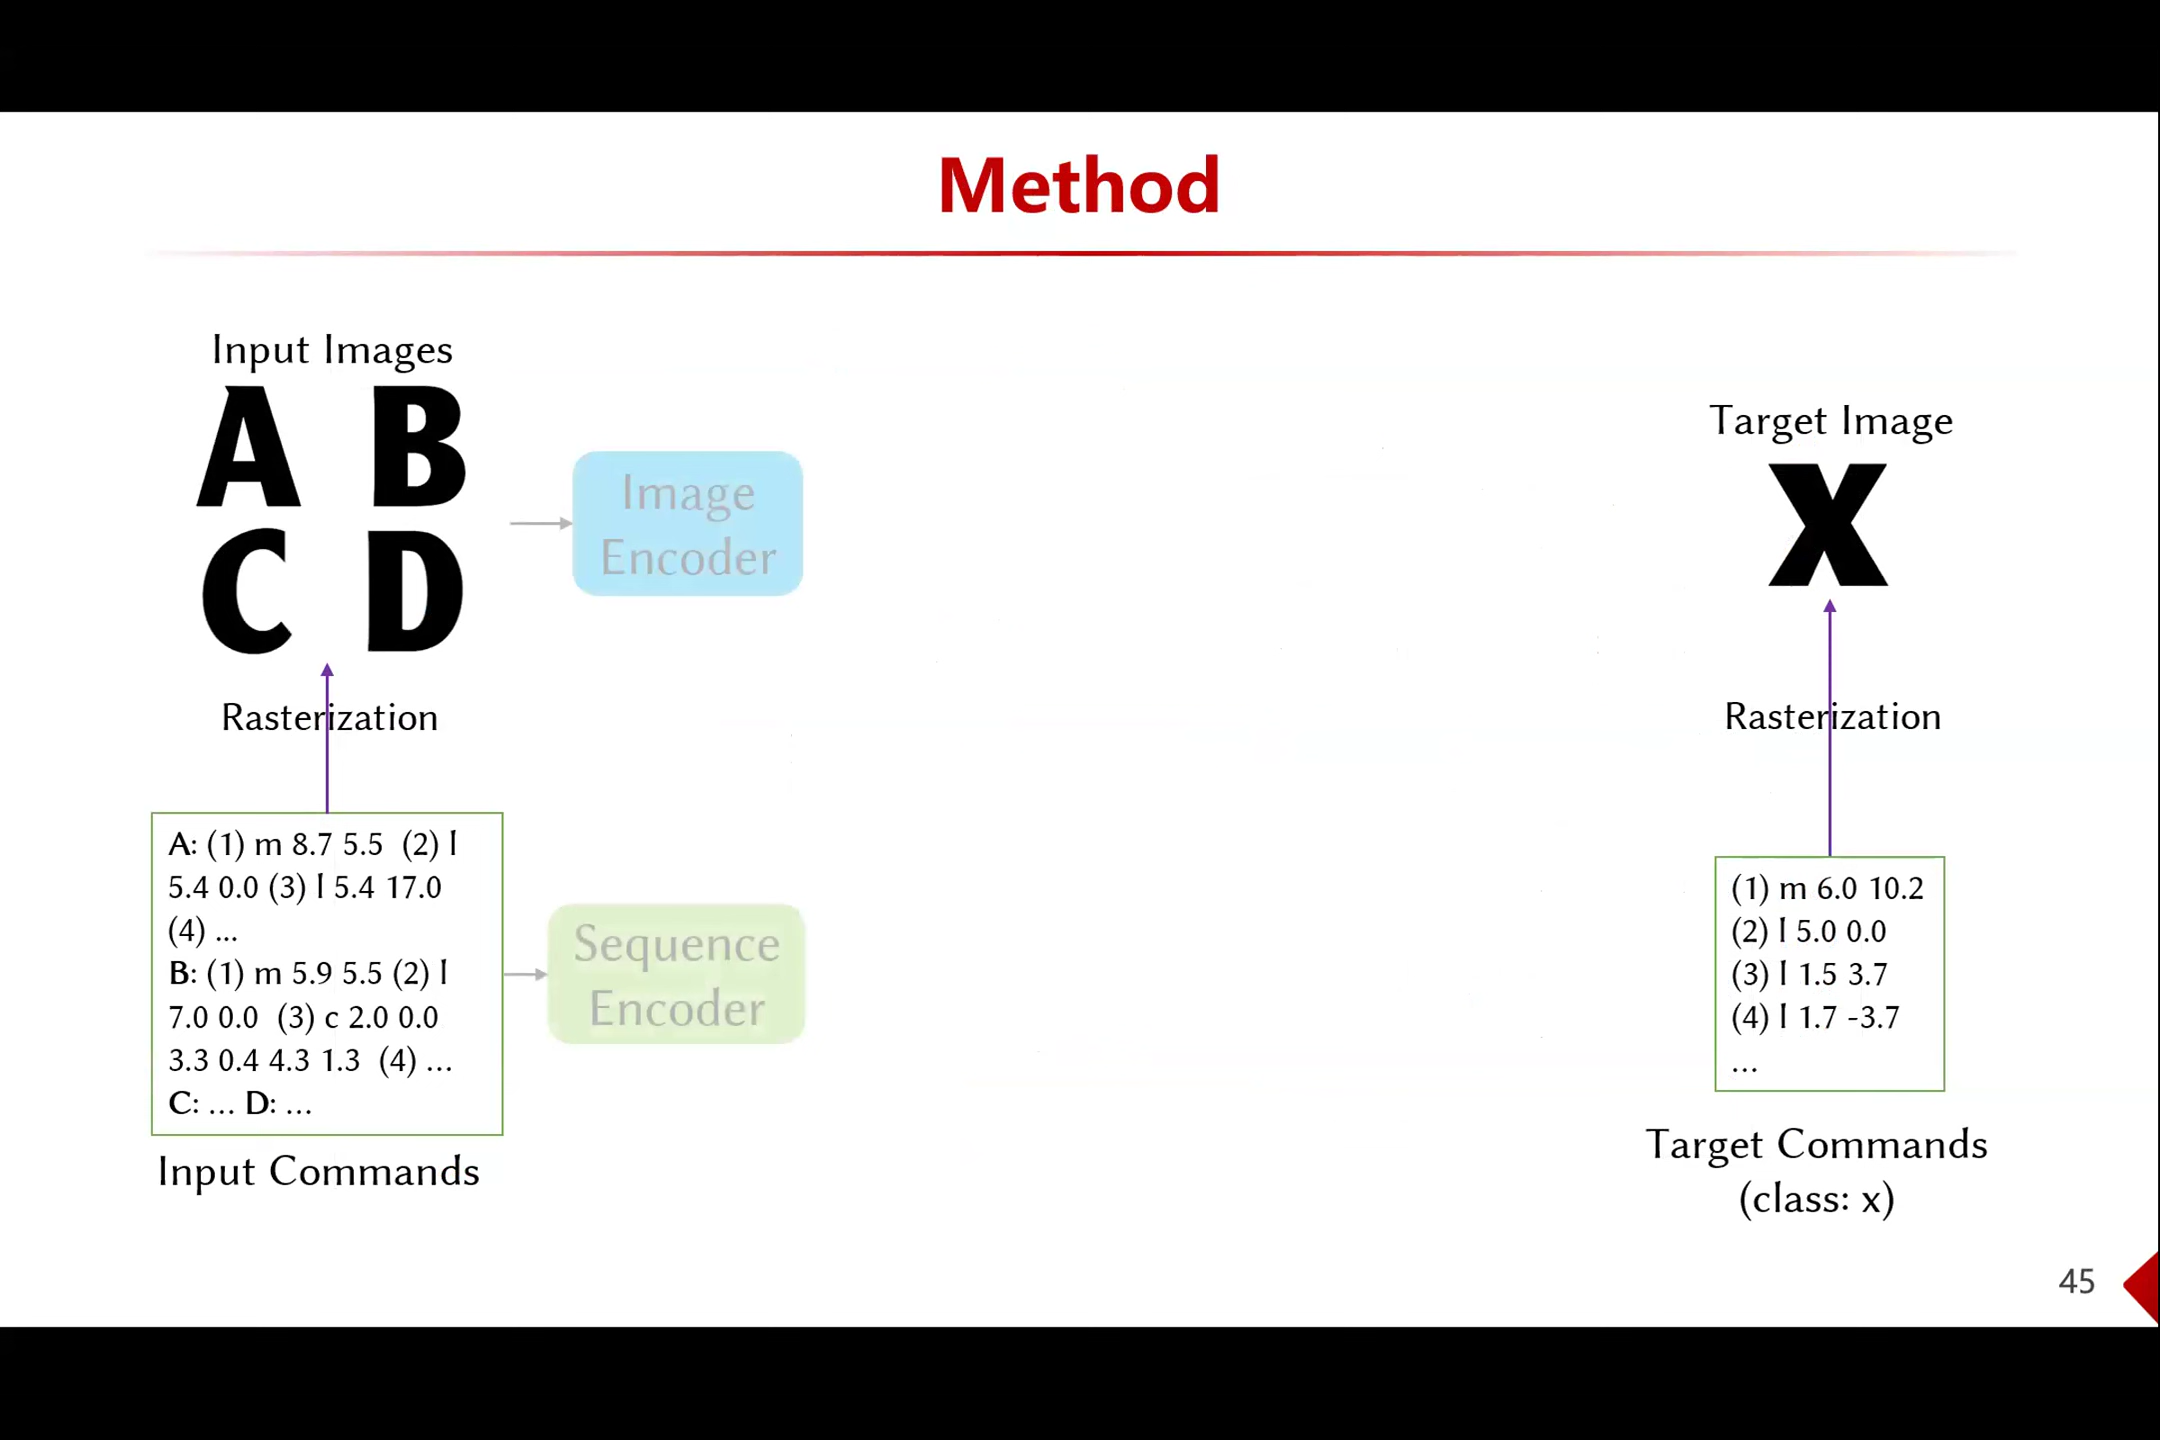 Method
Input Images
A B
C D
Image
Encoder
Rasterization
A: (1) m 8.7 5.5 (2) l
5.4 0.0 (3) l 5.4 17.0
(4) ...
B: (1) m 5.9 5.5 (2) l
7.0 0.0 (3) c 2.0 0.0
3.3 0.4 4.3 1.3 (4) ...
C: ... D: ...
Input Commands
Sequence
Encoder
Target Image
X
Rasterization
(1) m 6.0 10.2
(2) l 5.0 0.0
(3) l 1.5 3.7
(4) l 1.7 -3.7
...
Target Commands
(class: x)
45